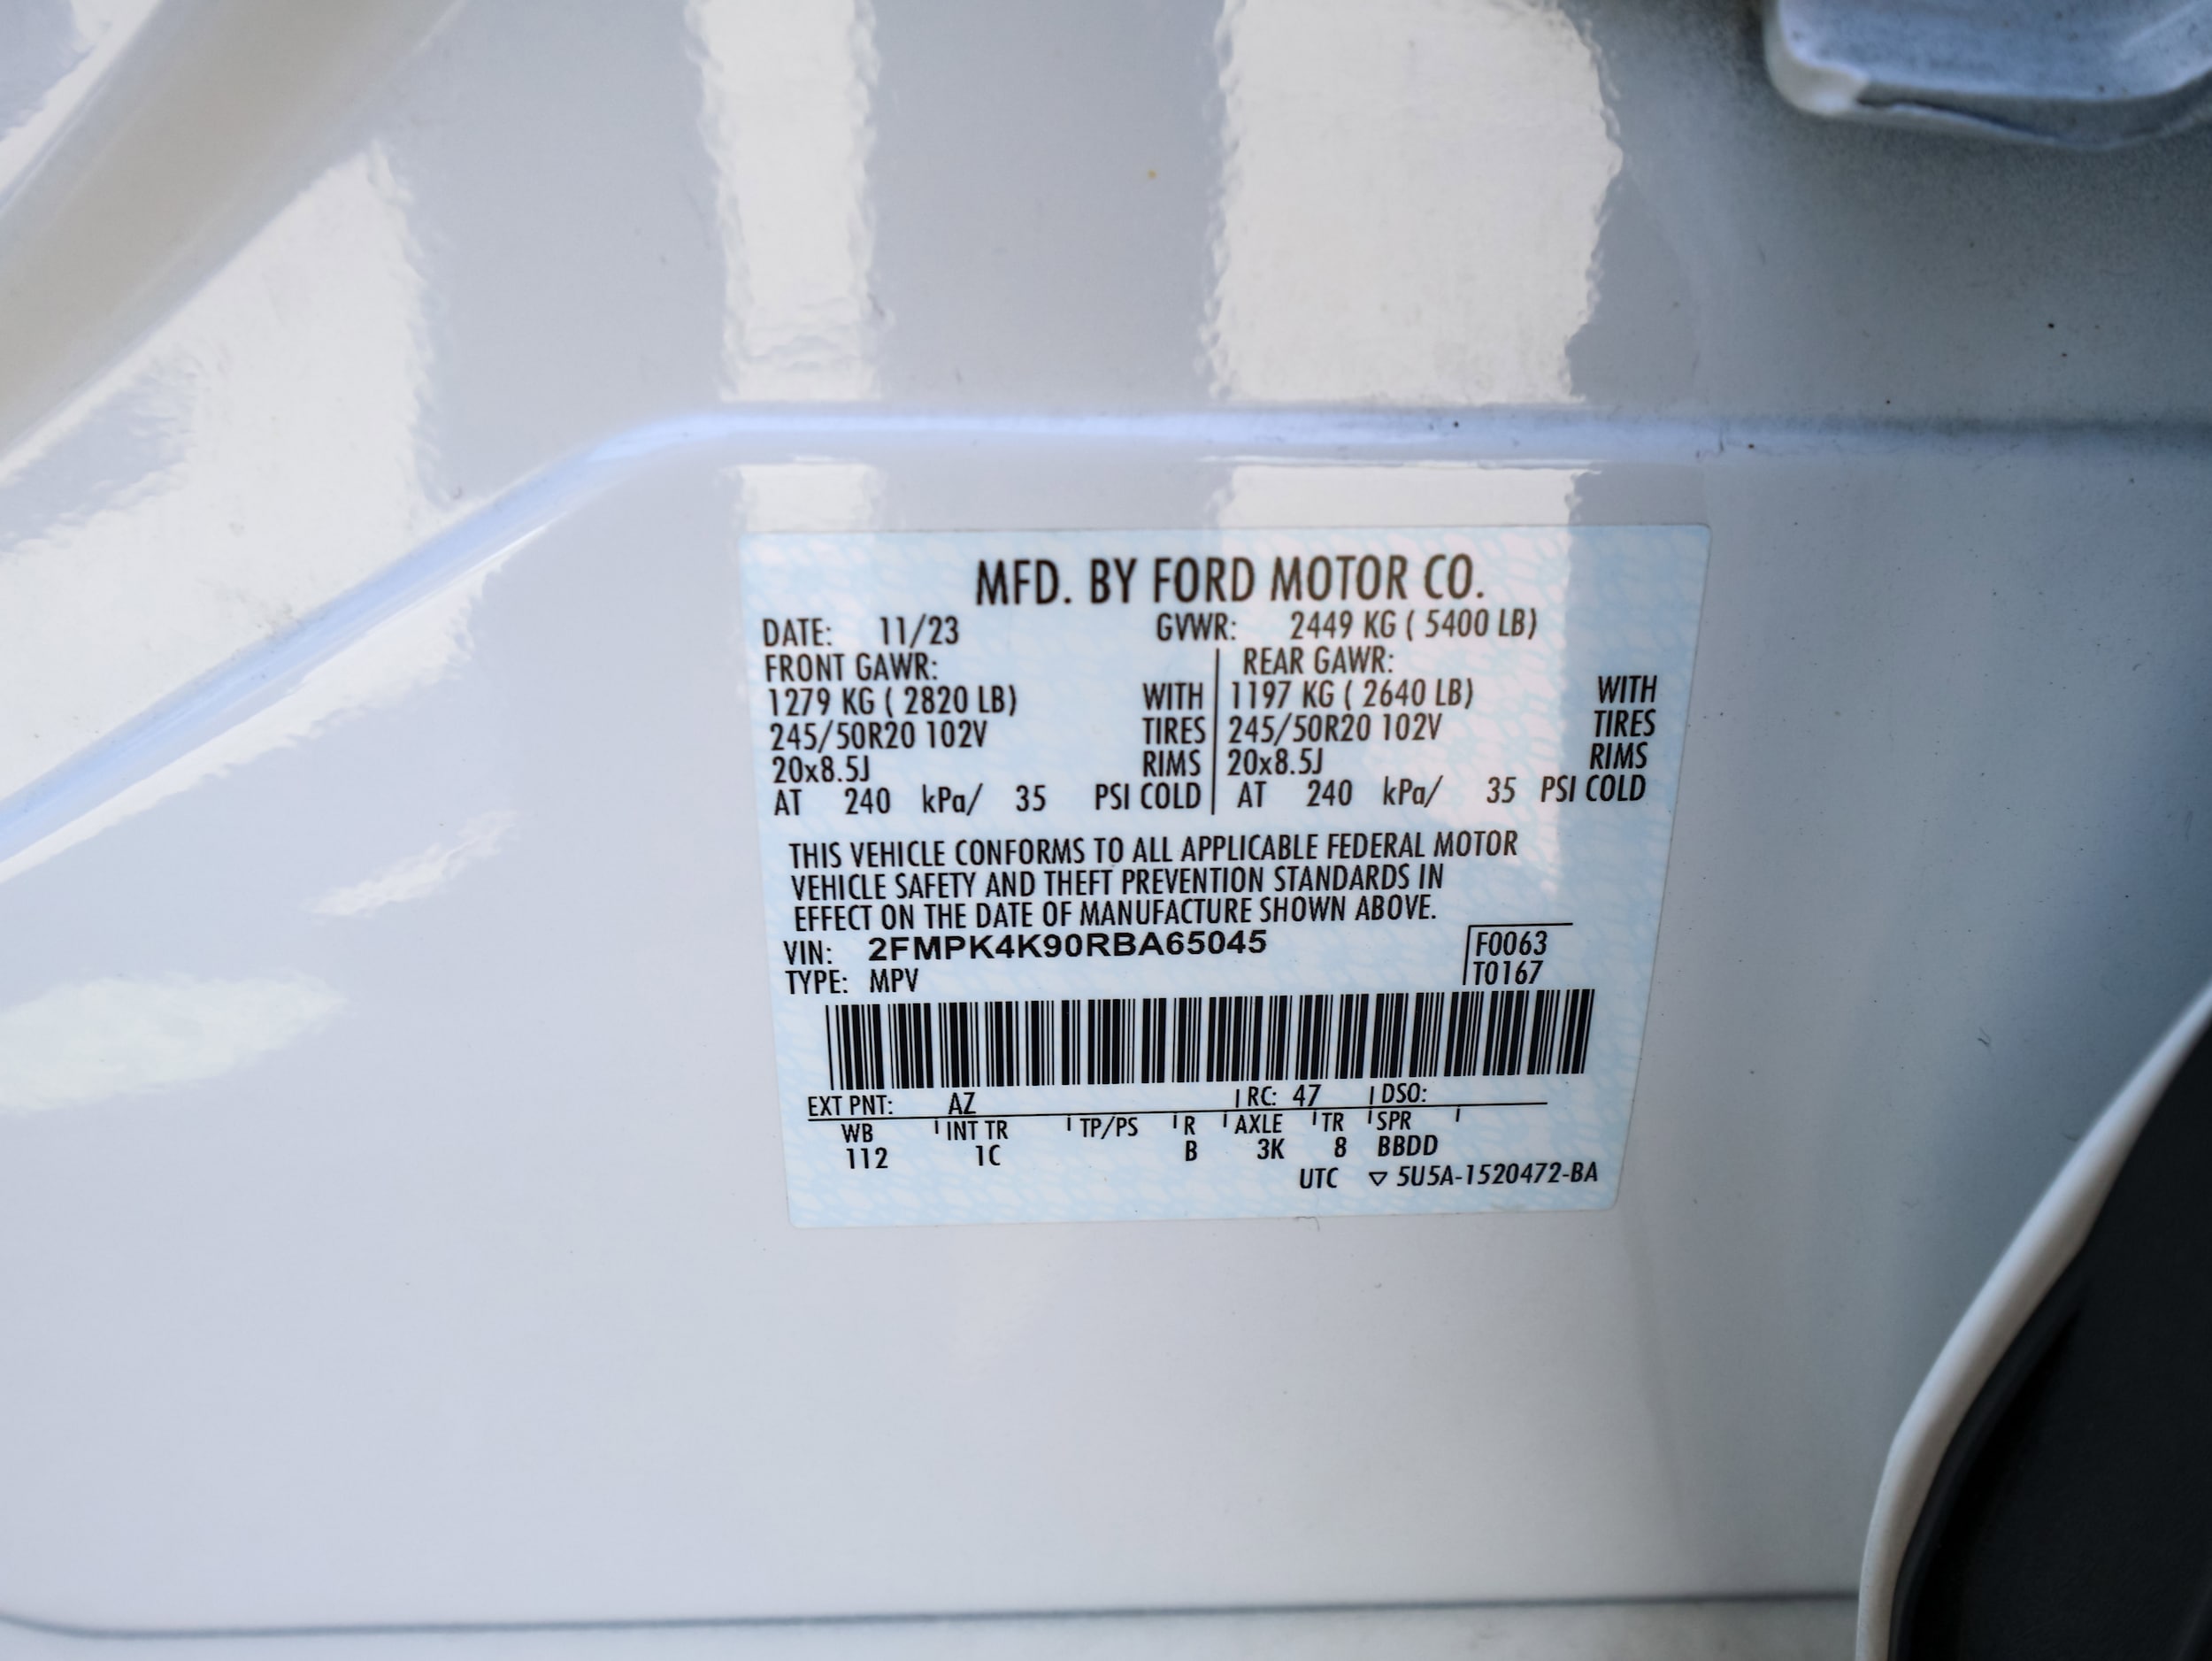 MFD. BY FORD MOTOR CO.
DATE: 11/23 GVWR: 2449 KG ( 5400 LB)
FRONT GAWR: REAR GAWR:
1279 KG ( 2820 LB) WITH 1197 KG ( 2640 LB) WITH
245/50R20 102V TIRES 245/50R20 102V TIRES
20x8.5J RIMS 20x8.5J RIMS
AT 240 kPa/ 35 PSI COLD AT 240 kPa/ 35 PSI COLD
THIS VEHICLE CONFORMS TO ALL APPLICABLE FEDERAL MOTOR
VEHICLE SAFETY AND THEFT PREVENTION STANDARDS IN
EFFECT ON THE DATE OF MANUFACTURE SHOWN ABOVE.
VIN: 2FMPK4K90RBA65045 F0063
TYPE: MPV T0167
EXT PNT: AZ RC: 47 DSO:
WB INT TR TP/PS R AXLE TR SPR
112 1C B 3K 8 BBDD
UTC ▽ 5U5A-1520472-BA